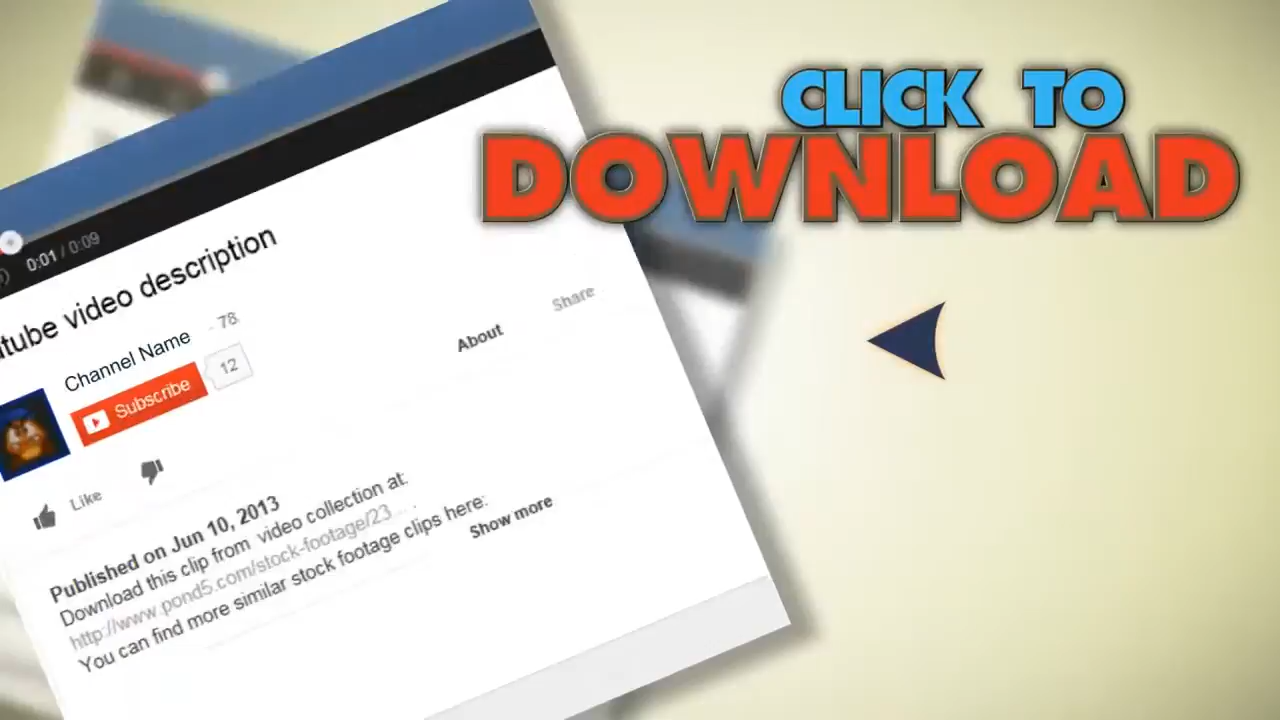 CLICK TO
DOWNLOAD
0:01 / 0:09
tube video description
Channel Name
78
Subscribe
12
About
Share
Like
Published on Jun 10, 2013
Download this clip from video collection at:
http://www.pond5.com/stock-footage/23...
You can find more similar stock footage clips here:
Show more